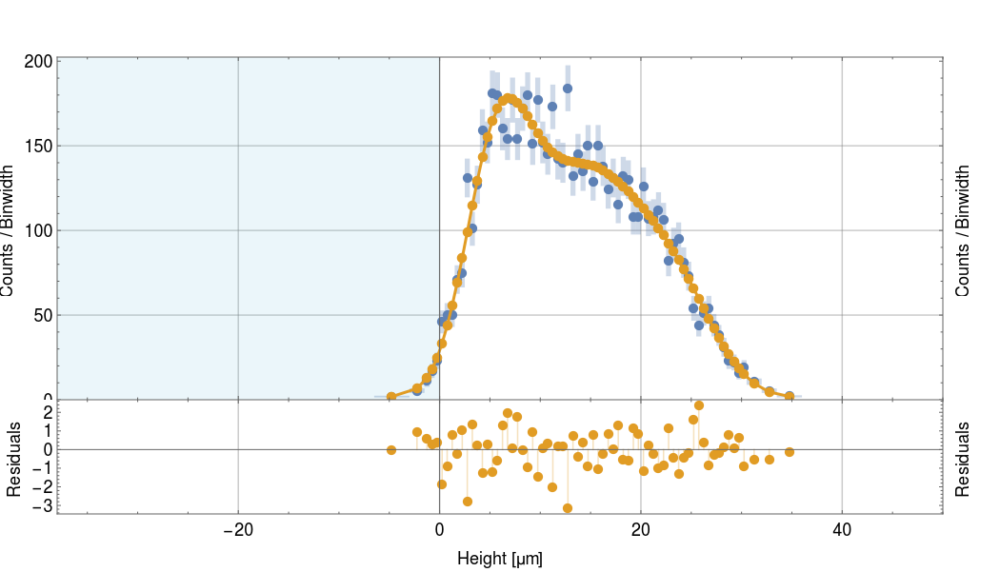 200
150
100
50
0
Counts / Binwidth
Counts / Binwidth
2
1
0
−1
−2
−3
Residuals
Residuals
−20 0 20 40
Height [μm]